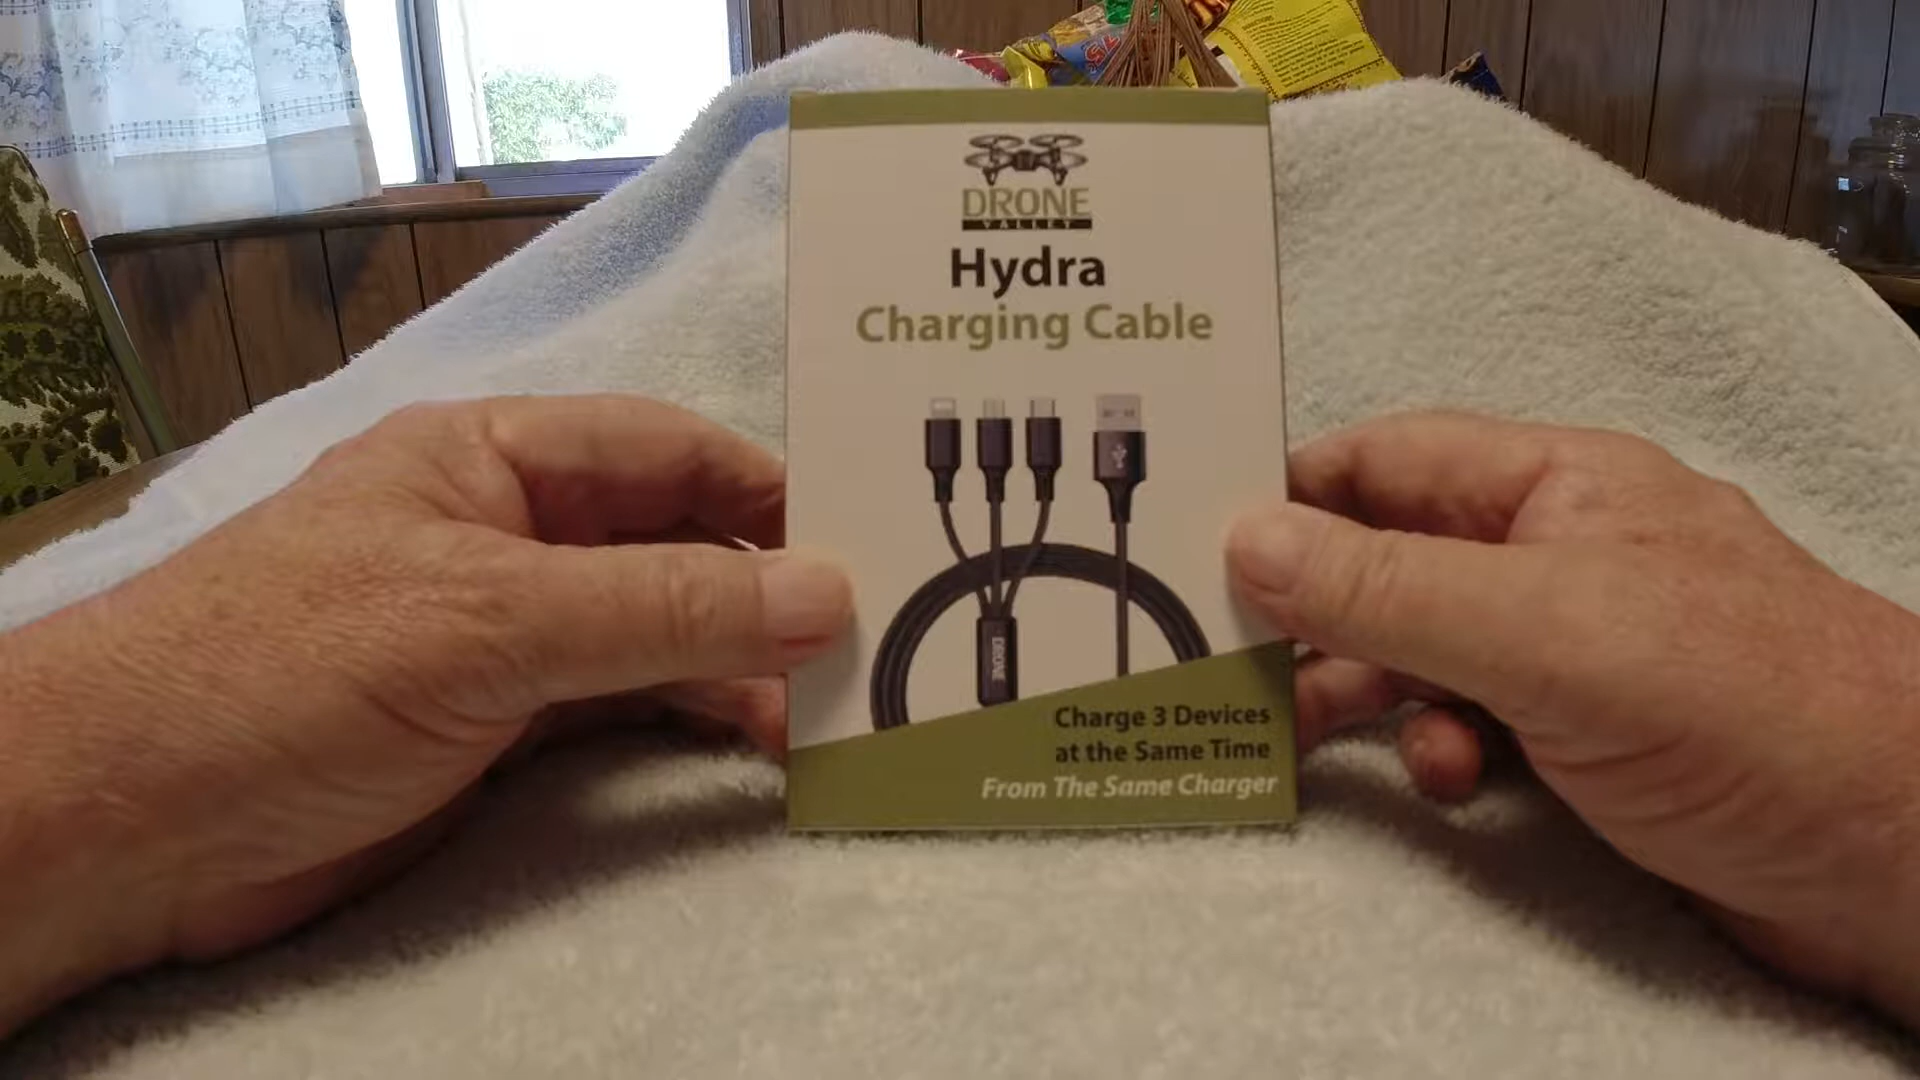 DRONE
VALLEY
Hydra
Charging Cable
DRONE
Charge 3 Devices
at the Same Time
From The Same Charger